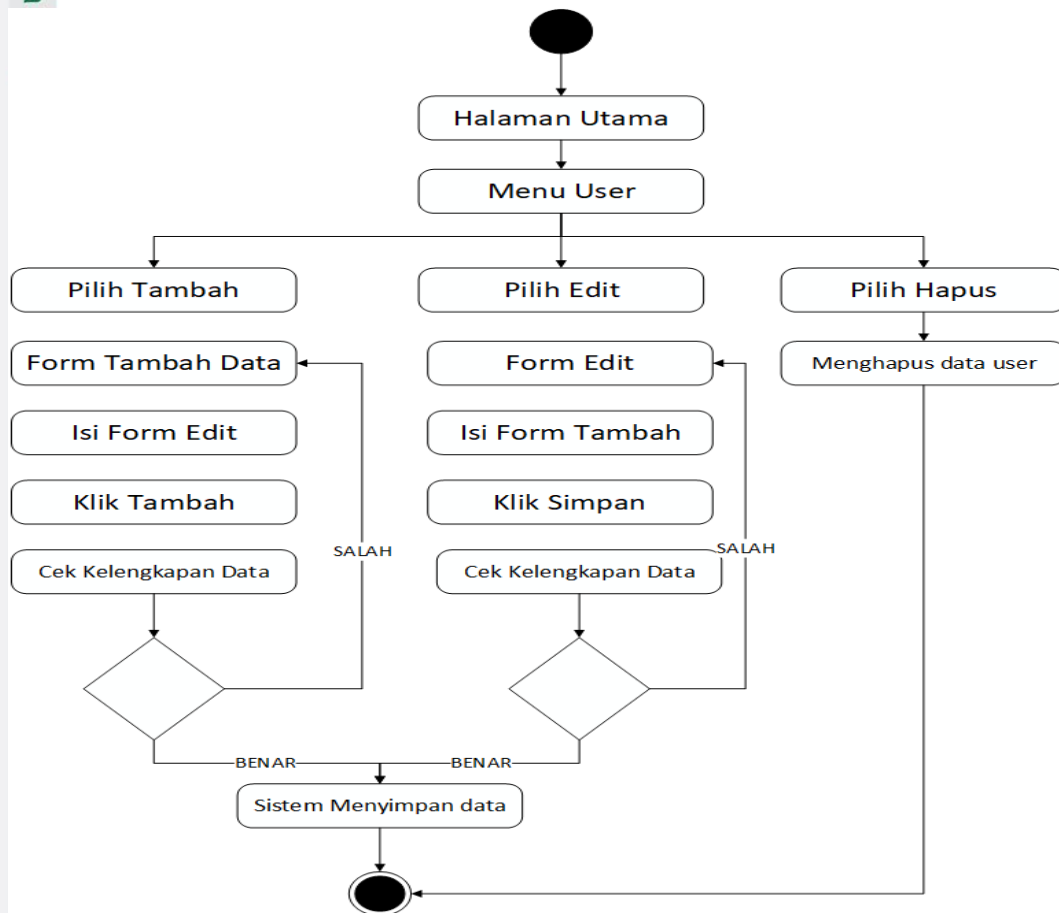 Halaman Utama
Menu User
Pilih Tambah
Pilih Edit
Pilih Hapus
Form Tambah Data
Form Edit
Menghapus data user
Isi Form Edit
Isi Form Tambah
Klik Tambah
Klik Simpan
SALAH
SALAH
Cek Kelengkapan Data
Cek Kelengkapan Data
BENAR
BENAR
Sistem Menyimpan data